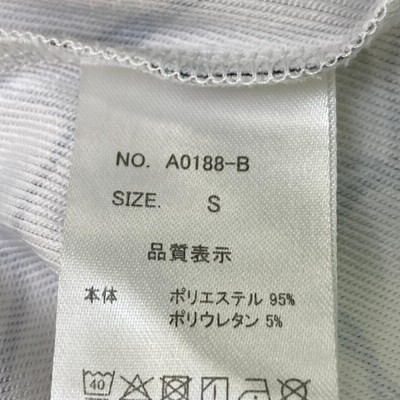 NO. A0188-B
SIZE. S
品質表示
本体 ポリエステル 95%
ポリウレタン 5%
40